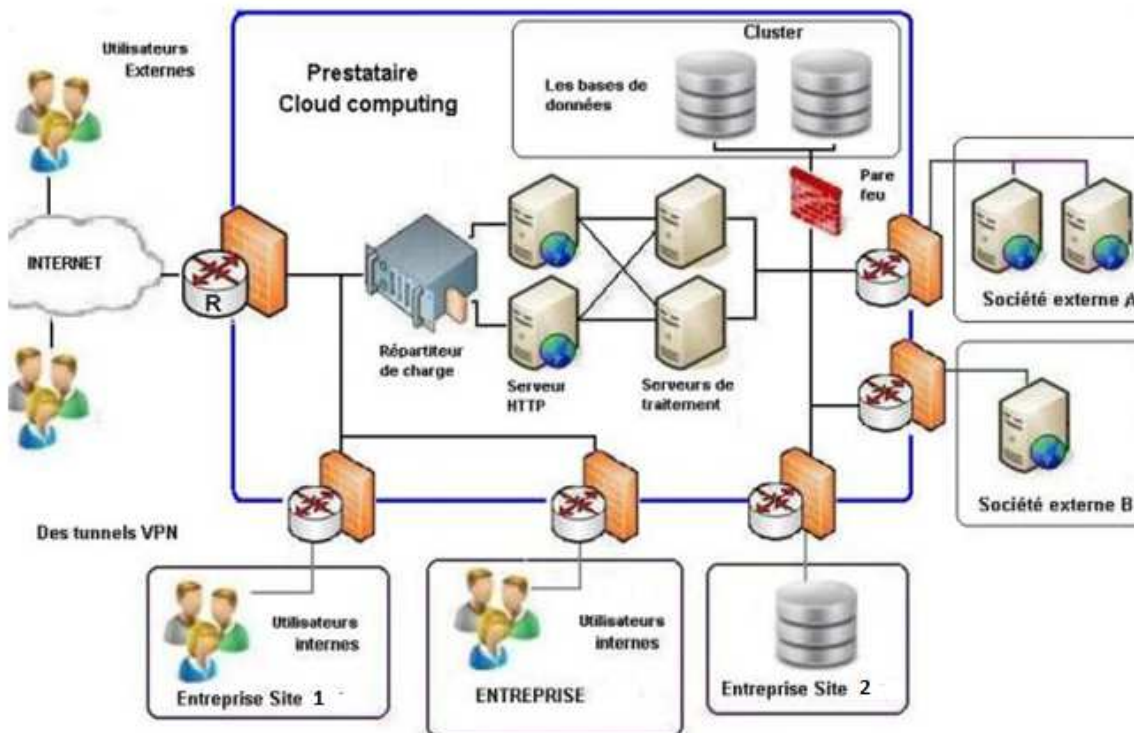 Utilisateurs
Externes
INTERNET
R
Prestataire
Cloud computing
Cluster
Les bases de
données
Pare
feu
Répartiteur
de charge
Serveur
HTTP
Serveurs de
traitement
Société externe A
Société externe B
Des tunnels VPN
Utilisateurs
internes
Entreprise Site 1
Utilisateurs
internes
ENTREPRISE
Entreprise Site 2